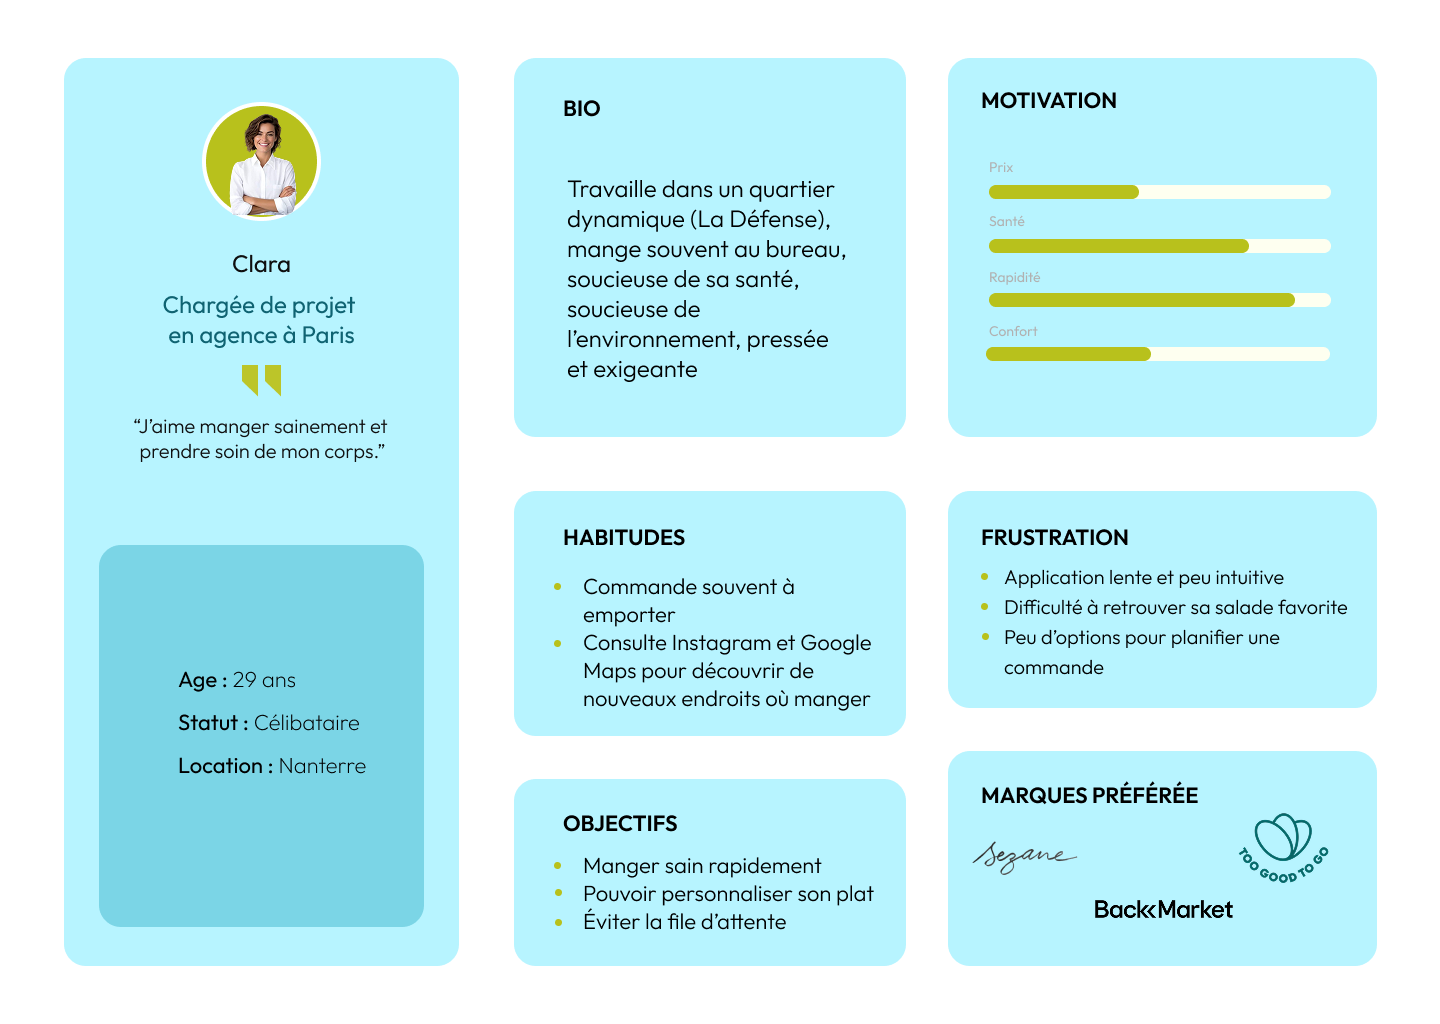 Clara
Chargée de projet
en agence à Paris
“J’aime manger sainement et
prendre soin de mon corps.”
Age : 29 ans
Statut : Célibataire
Location : Nanterre
BIO
Travaille dans un quartier
dynamique (La Défense),
mange souvent au bureau,
soucieuse de sa santé,
soucieuse de
l’environnement, pressée
et exigeante
MOTIVATION
Prix
Santé
Rapidité
Confort
HABITUDES
Commande souvent à
emporter
Consulte Instagram et Google
Maps pour découvrir de
nouveaux endroits où manger
FRUSTRATION
Application lente et peu intuitive
Difficulté à retrouver sa salade favorite
Peu d’options pour planifier une
commande
OBJECTIFS
Manger sain rapidement
Pouvoir personnaliser son plat
Éviter la file d’attente
MARQUES PRÉFÉRÉE
Sezane
TOO GOOD TO GO
Back Market